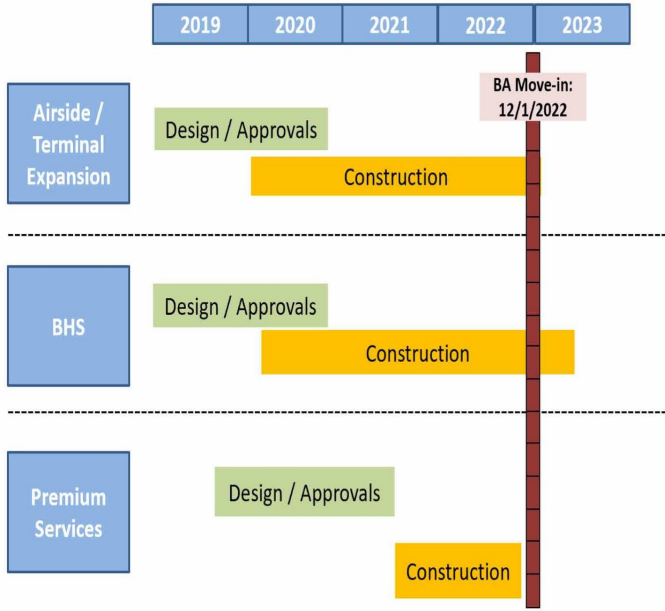 2019 2020 2021 2022 2023
BA Move-in:
12/1/2022
Airside /
Terminal
Expansion
Design / Approvals
Construction
BHS
Design / Approvals
Construction
Premium
Services
Design / Approvals
Construction